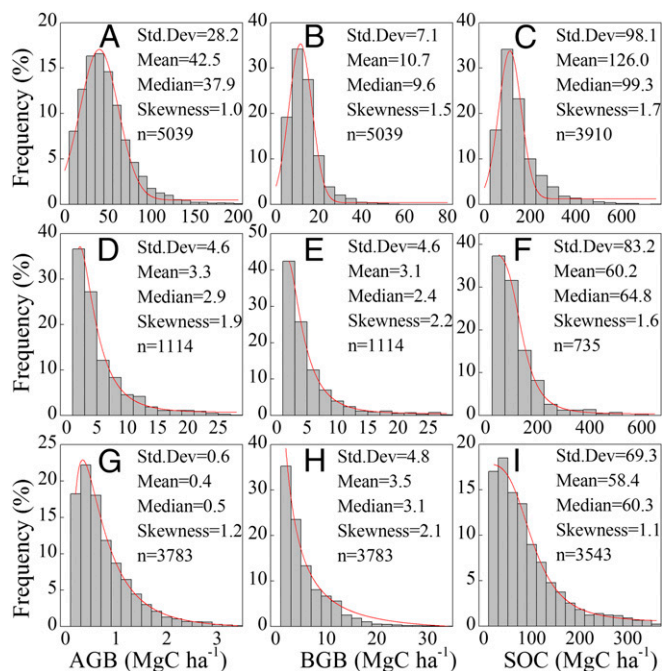 A
Std.Dev=28.2
Mean=42.5
Median=37.9
Skewness=1.0
n=5039
Frequency (%)
0 5 10 15 20
0 50 100 150 200
B
Std.Dev=7.1
Mean=10.7
Median=9.6
Skewness=1.5
n=5039
0 10 20 30 40
0 20 40 60 80
C
Std.Dev=98.1
Mean=126.0
Median=99.3
Skewness=1.7
n=3910
0 10 20 30 40
0 200 400 600
D
Std.Dev=4.6
Mean=3.3
Median=2.9
Skewness=1.9
n=1114
Frequency (%)
0 10 20 30 40
0 5 10 15 20 25
E
Std.Dev=4.6
Mean=3.1
Median=2.4
Skewness=2.2
n=1114
0 10 20 30 40 50
0 5 10 15 20 25
F
Std.Dev=83.2
Mean=60.2
Median=64.8
Skewness=1.6
n=735
0 10 20 30 40
0 200 400 600
G
Std.Dev=0.6
Mean=0.4
Median=0.5
Skewness=1.2
n=3783
Frequency (%)
0 5 10 15 20 25
0 1 2 3
AGB (MgC ha-1)
H
Std.Dev=4.8
Mean=3.5
Median=3.1
Skewness=2.1
n=3783
0 10 20 30 40
0 10 20 30
BGB (MgC ha-1)
I
Std.Dev=69.3
Mean=58.4
Median=60.3
Skewness=1.1
n=3543
0 5 10 15 20
0 100 200 300
SOC (MgC ha-1)